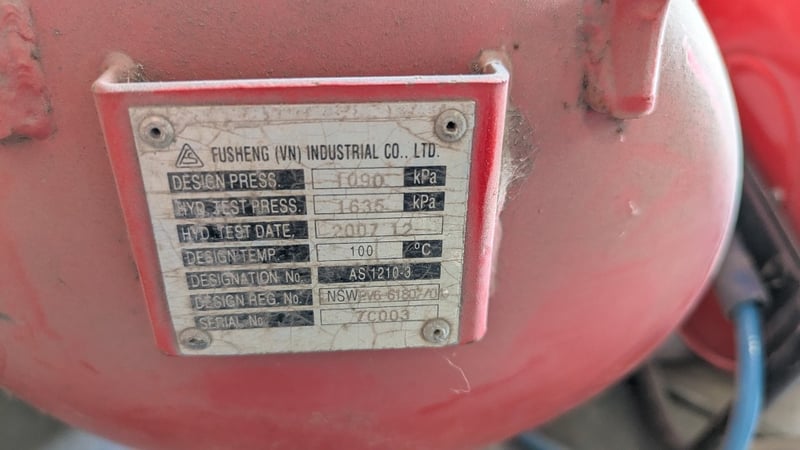 FUSHENG (VN) INDUSTRIAL CO., LTD.
DESIGN PRESS. 1090 kPa
HYD. TEST PRESS. 1635 kPa
HYD. TEST DATE. 2007 12
DESIGN TEMP. 100 °C
DESIGNATION No. AS 1210-3
DESIGN REG. No. NSW
SERIAL No. 7C003